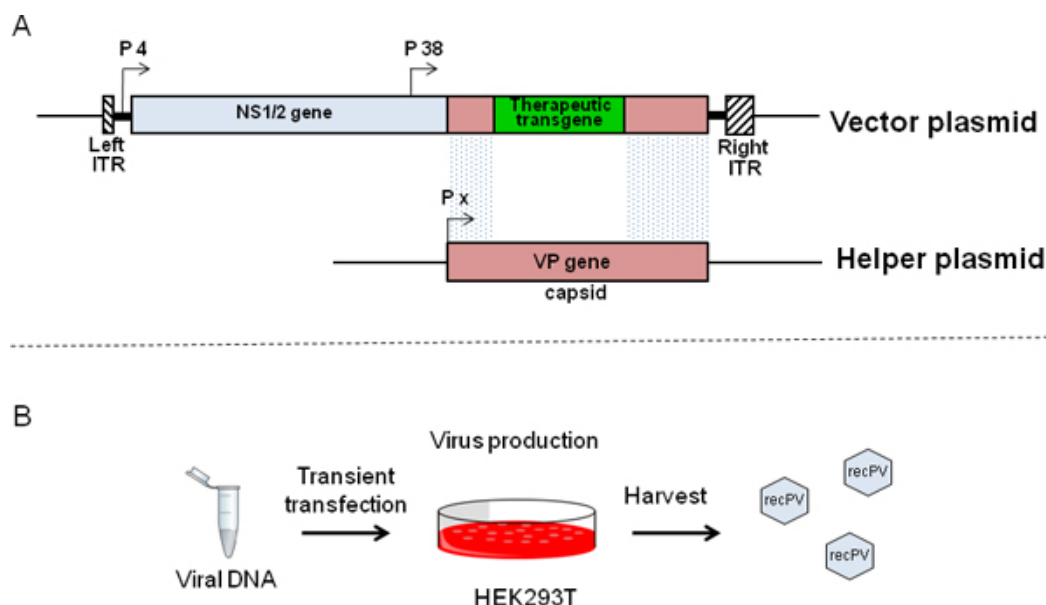 A
P 4
P 38
NS1/2 gene
Therapeutic
transgene
Left
ITR
Right
ITR
Vector plasmid
P x
VP gene
capsid
Helper plasmid
B
Virus production
Transient
transfection
Harvest
recPV
recPV
recPV
Viral DNA
HEK293T